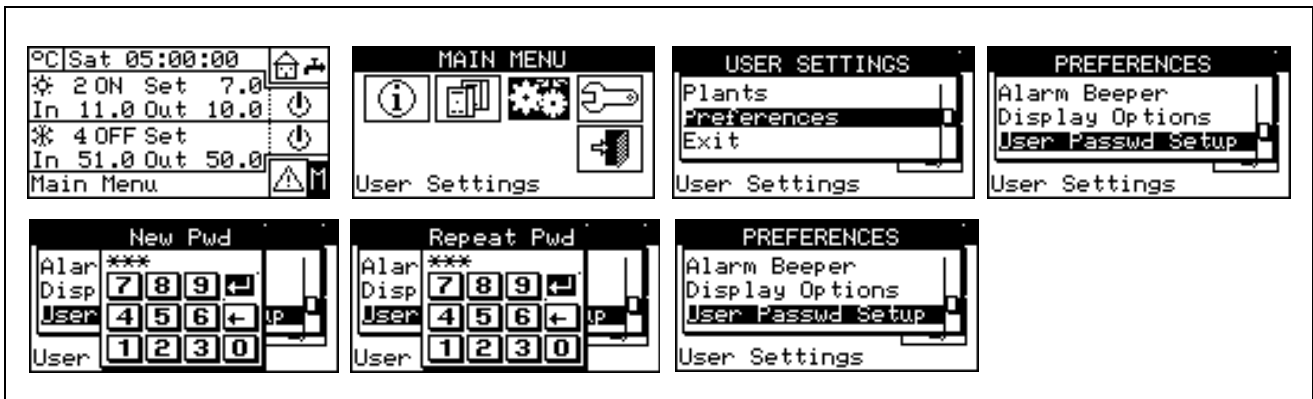 ºC Sat 05:00:00
2 ON Set 7.0
In 11.0 Out 10.0
4 OFF Set
In 51.0 Out 50.0
Main Menu M
MAIN MENU
User Settings
USER SETTINGS
Plants
Preferences
Exit
User Settings
PREFERENCES
Alarm Beeper
Display Options
User Passwd Setup
User Settings
New Pwd
Alar ***
Disp 7 8 9
User 4 5 6 ← up
User 1 2 3 0
Repeat Pwd
Alar ***
Disp 7 8 9
User 4 5 6 ← up
User 1 2 3 0
PREFERENCES
Alarm Beeper
Display Options
User Passwd Setup
User Settings